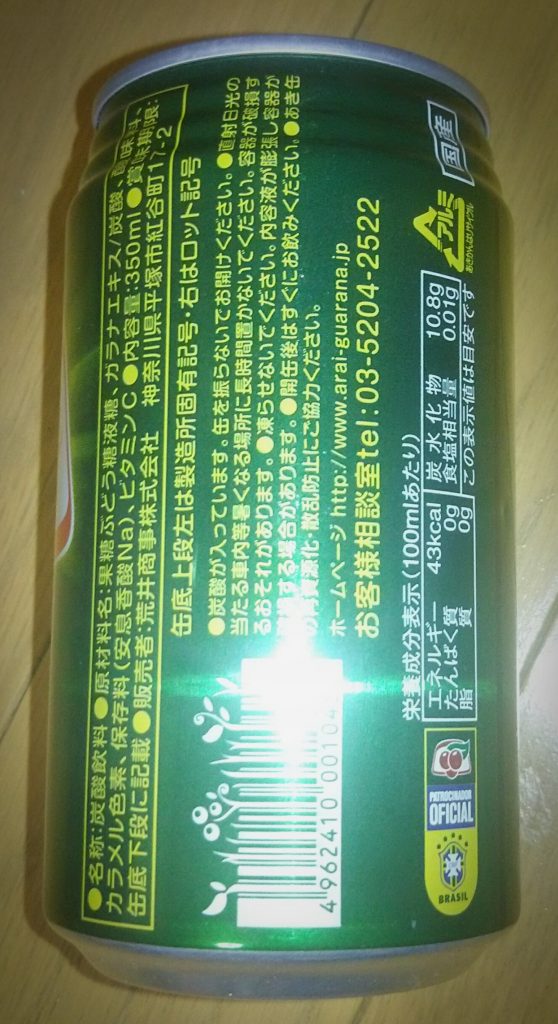 ●名称:炭酸飲料●原材料名:果糖ぶどう糖液糖、ガラナエキス/炭酸、酸味料、
カラメル色素、保存料(安息香酸Na)、ビタミンC●内容量:350ml●賞味期限:
缶底下段に記載●販売者:荒井商事株式会社 神奈川県平塚市紅谷町17-2
缶底上段左は製造所固有記号・右はロット記号
●炭酸が入っています。缶を振らないでお開けください。●直射日光の
当たる車内等暑くなる場所に長時間置かないでください。容器が破損す
るおそれがあります。●凍らせないでください。内容液が膨張し容器が
する場合があります。●開缶後はすぐにお飲みください。●あき缶
の再資源化・散乱防止にご協力ください。
ホームページ http://www.arai-guarana.jp
お客様相談室tel:03-5204-2522
4 962410 00104
栄養成分表示(100mlあたり)
エネルギー 43kcal 炭水化物 10.8g
たんぱく質 0g 食塩相当量 0.01g
脂質 0g この表示値は目安です
PATROCINADOR
OFICIAL
BRASIL
アルミ
あきかんはリサイクル
国産